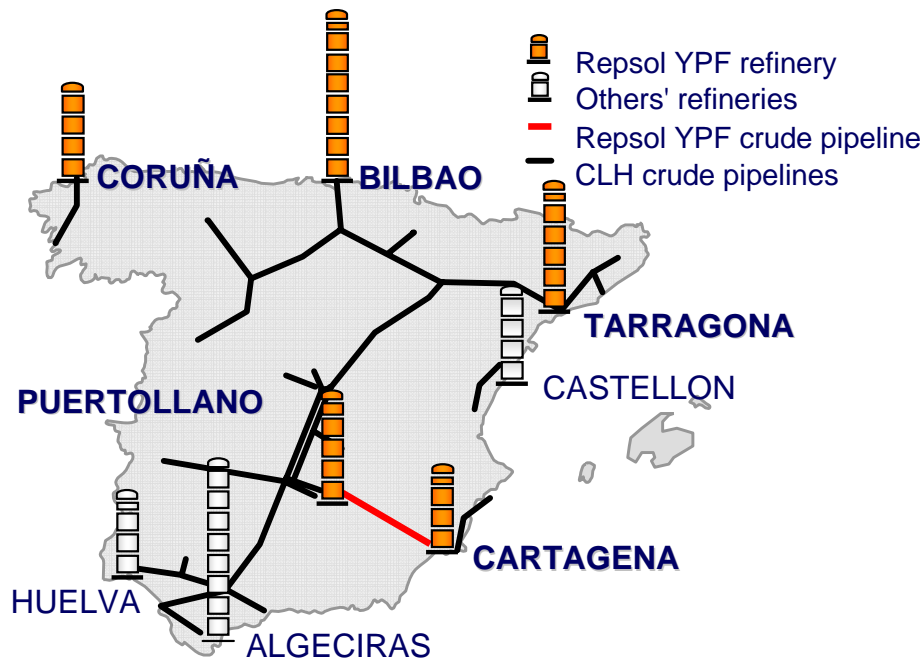 Repsol YPF refinery
Others' refineries
Repsol YPF crude pipeline
CLH crude pipelines
CORUÑA
BILBAO
TARRAGONA
CASTELLON
PUERTOLLANO
CARTAGENA
HUELVA
ALGECIRAS